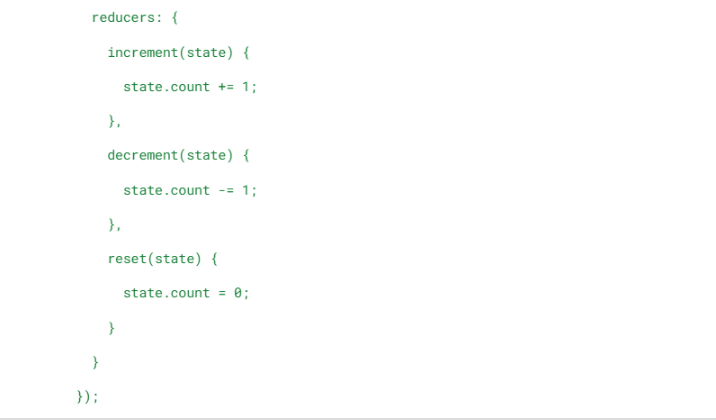 reducers: {
increment(state) {
state.count += 1;
},
decrement(state) {
state.count -= 1;
},
reset(state) {
state.count = 0;
}
}
});